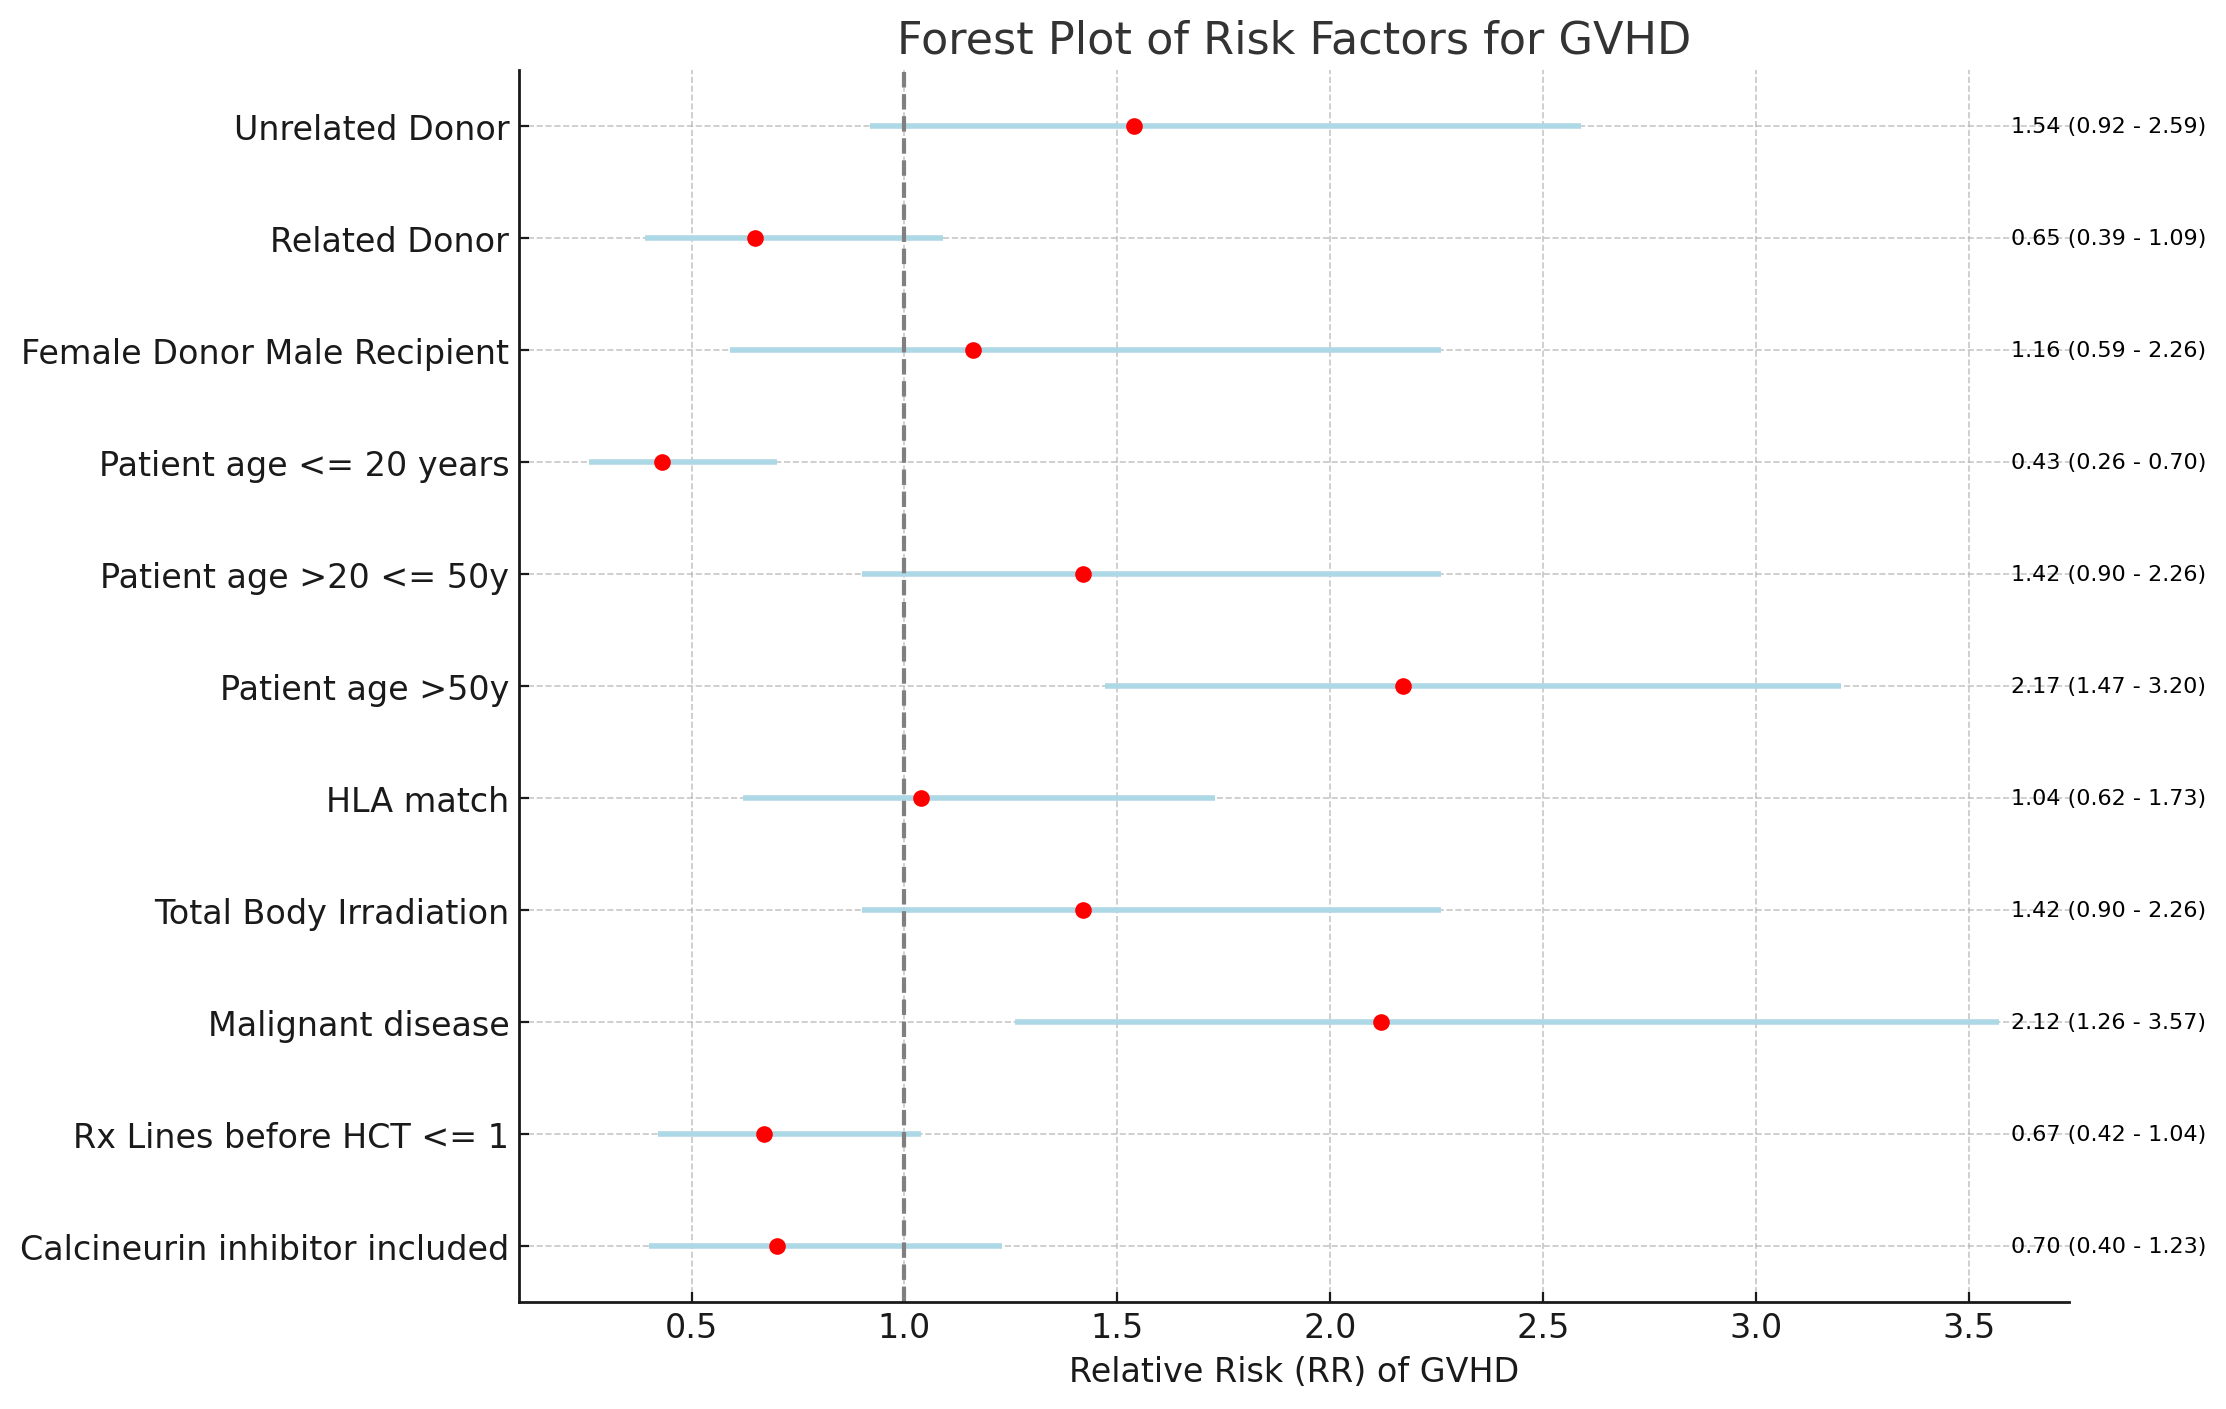 Forest Plot of Risk Factors for GVHD
Unrelated Donor 1.54 (0.92 - 2.59)
Related Donor 0.65 (0.39 - 1.09)
Female Donor Male Recipient 1.16 (0.59 - 2.26)
Patient age <= 20 years 0.43 (0.26 - 0.70)
Patient age >20 <= 50y 1.42 (0.90 - 2.26)
Patient age >50y 2.17 (1.47 - 3.20)
HLA match 1.04 (0.62 - 1.73)
Total Body Irradiation 1.42 (0.90 - 2.26)
Malignant disease 2.12 (1.26 - 3.57)
Rx Lines before HCT <= 1 0.67 (0.42 - 1.04)
Calcineurin inhibitor included 0.70 (0.40 - 1.23)
0.5 1.0 1.5 2.0 2.5 3.0 3.5
Relative Risk (RR) of GVHD